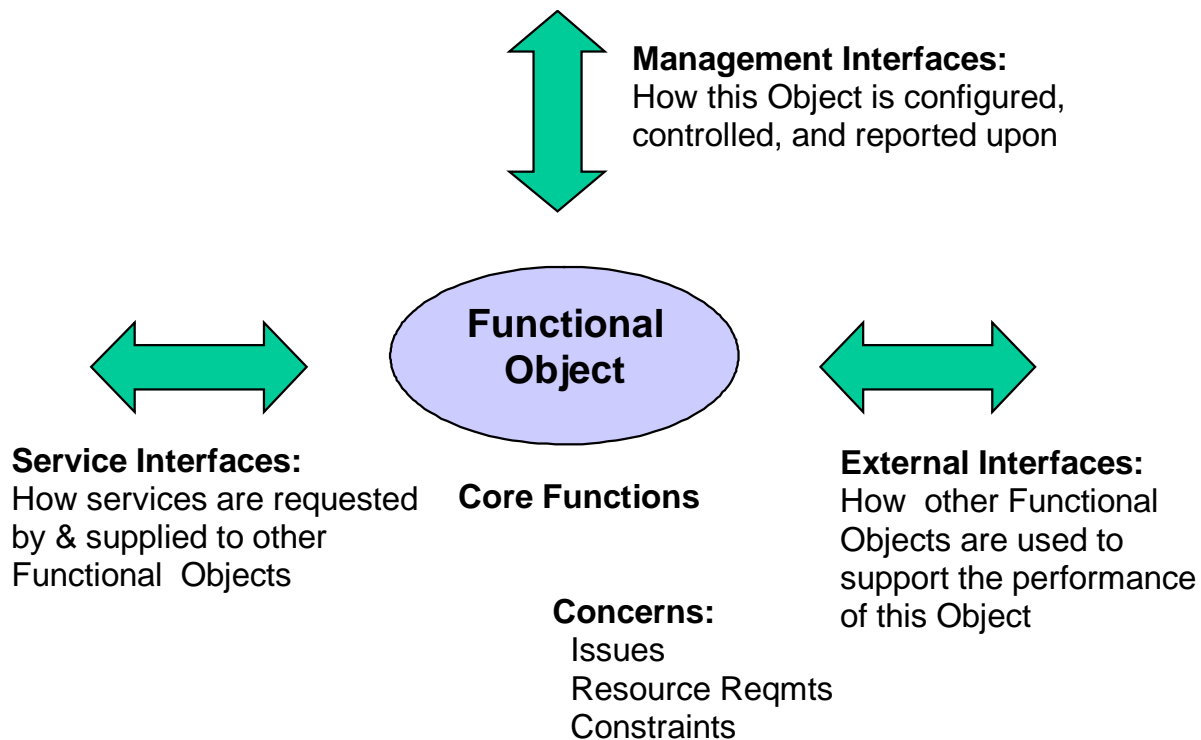 Management Interfaces:
How this Object is configured,
controlled, and reported upon
Functional
Object
Service Interfaces:
How services are requested
by & supplied to other
Functional Objects
Core Functions
External Interfaces:
How other Functional
Objects are used to
support the performance
of this Object
Concerns:
Issues
Resource Reqmts
Constraints